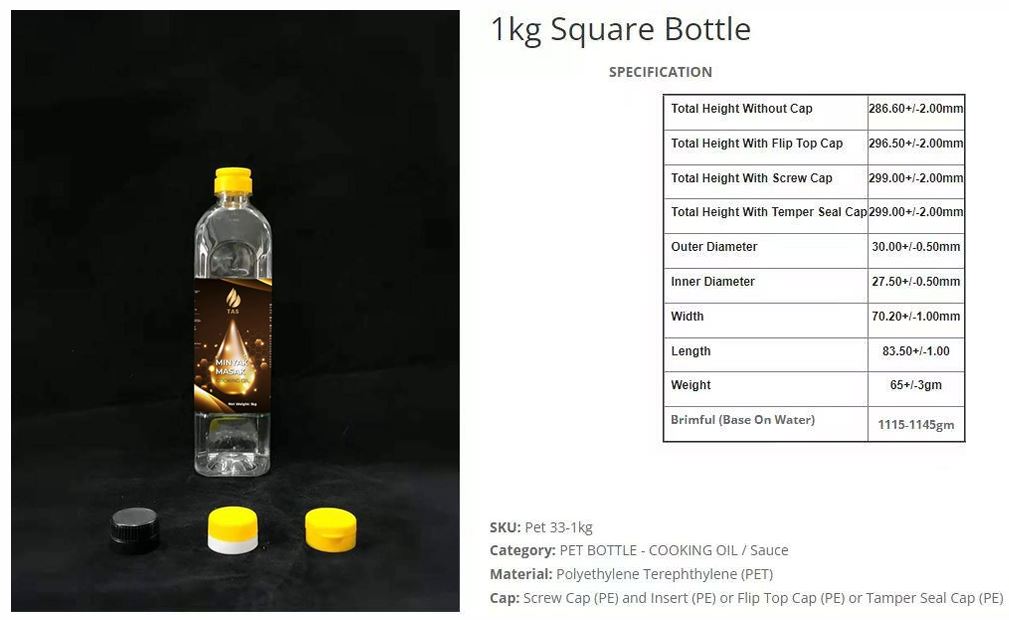 1kg Square Bottle
SPECIFICATION
Total Height Without Cap 286.60+/-2.00mm
Total Height With Flip Top Cap 296.50+/-2.00mm
Total Height With Screw Cap 299.00+/-2.00mm
Total Height With Temper Seal Cap 299.00+/-2.00mm
Outer Diameter 30.00+/-0.50mm
Inner Diameter 27.50+/-0.50mm
Width 70.20+/-1.00mm
Length 83.50+/-1.00
Weight 65+/-3gm
Brimful (Base On Water) 1115-1145gm
TAS
MINYAK
MASAK
COOKING OIL
Net Weight: 1kg
SKU: Pet 33-1kg
Category: PET BOTTLE - COOKING OIL / Sauce
Material: Polyethylene Terephthylene (PET)
Cap: Screw Cap (PE) and Insert (PE) or Flip Top Cap (PE) or Tamper Seal Cap (PE)